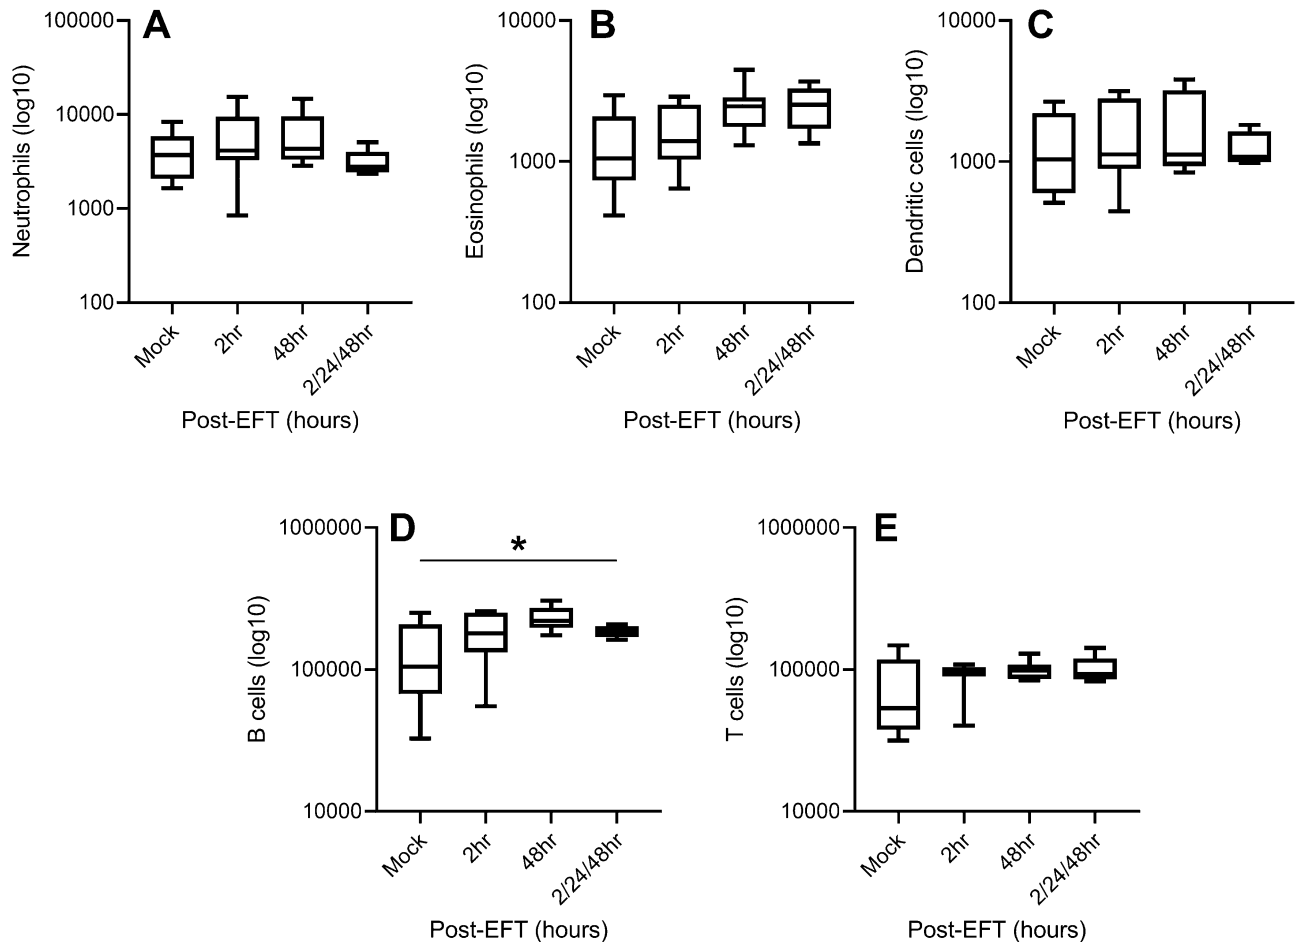 A
Neutrophils (log10)
100000
10000
1000
100
Mock
2hr
48hr
2/24/48hr
Post-EFT (hours)
B
Eosinophils (log10)
10000
1000
100
Mock
2hr
48hr
2/24/48hr
Post-EFT (hours)
C
Dendritic cells (log10)
10000
1000
100
Mock
2hr
48hr
2/24/48hr
Post-EFT (hours)
D
B cells (log10)
1000000
100000
10000
*
Mock
2hr
48hr
2/24/48hr
Post-EFT (hours)
E
T cells (log10)
1000000
100000
10000
Mock
2hr
48hr
2/24/48hr
Post-EFT (hours)